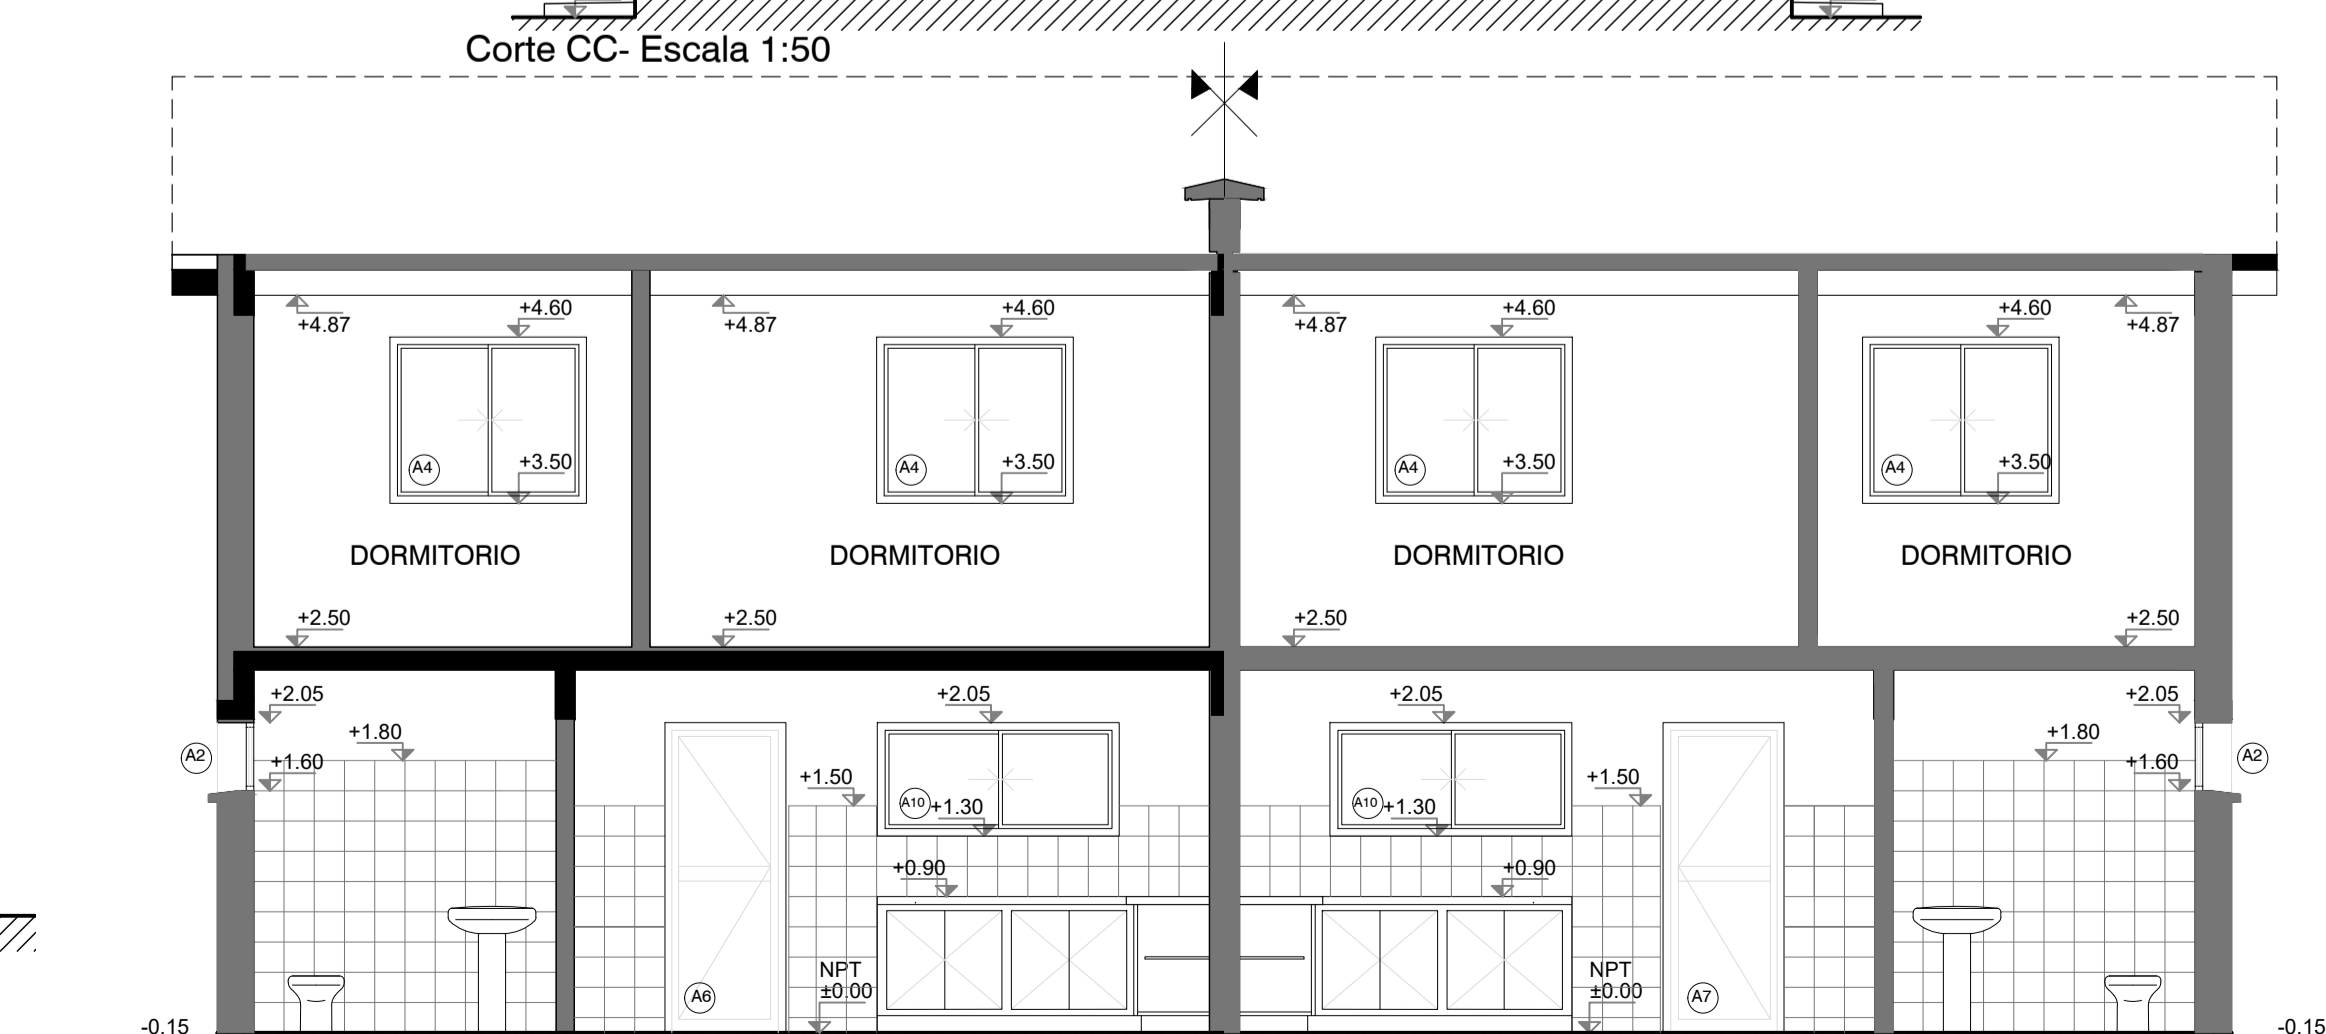 Corte CC- Escala 1:50
+4.60 +4.60 +4.60 +4.60
+4.87 +4.87 +4.87 +4.87
A4 +3.50 A4 +3.50 A4 +3.50 A4 +3.50
DORMITORIO DORMITORIO DORMITORIO DORMITORIO
+2.50 +2.50 +2.50 +2.50
+2.05 +2.05 +2.05 +2.05
+1.80 +1.80
A2 +1.60 +1.60 A2
+1.50 +1.50
A10 +1.30 A10 +1.30
+0.90 +0.90
NPT NPT
±0.00 ±0.00
A6 A7
-0.15 -0.15